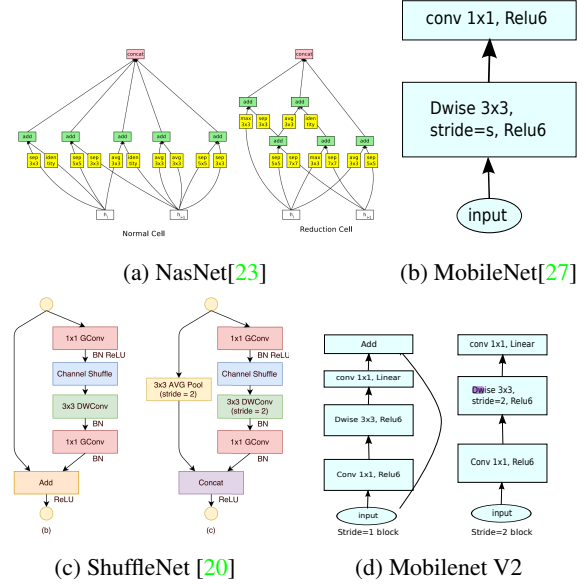 concat
add
add
add
add
add
sep
3x3
iden
tity
sep
5x5
sep
3x3
avg
3x3
iden
tity
avg
3x3
avg
3x3
sep
5x5
sep
3x3
h i
h i-1
Normal Cell
concat
add
add
max
3x3
sep
3x3
avg
3x3
iden
tity
add
add
add
sep
5x5
sep
7x7
max
3x3
sep
7x7
avg
3x3
sep
5x5
h i
h i-1
Reduction Cell
(a) NasNet[23]
conv 1x1, Relu6
Dwise 3x3,
stride=s, Relu6
input
(b) MobileNet[27]
1x1 GConv
BN ReLU
Channel Shuffle
3x3 DWConv
BN
1x1 GConv
BN
Add
ReLU
(b)
1x1 GConv
BN ReLU
Channel Shuffle
3x3 AVG Pool
(stride = 2)
3x3 DWConv
(stride = 2)
BN
1x1 GConv
BN
Concat
ReLU
(c)
(c) ShuffleNet [20]
Add
conv 1x1, Linear
Dwise 3x3, Relu6
Conv 1x1, Relu6
input
Stride=1 block
conv 1x1, Linear
Dwise 3x3,
stride=2, Relu6
Conv 1x1, Relu6
input
Stride=2 block
(d) Mobilenet V2